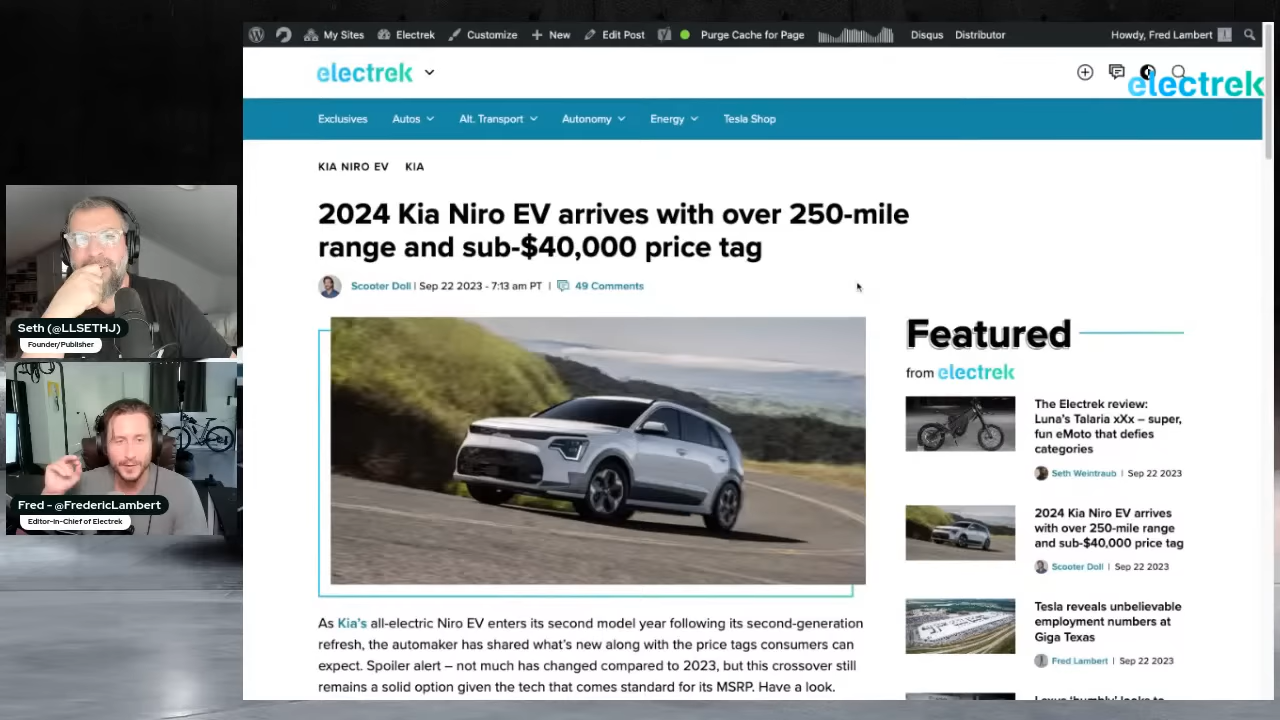 My Sites
Electrek
Customize
New
Edit Post
Purge Cache for Page
Disqus
Distributor
Howdy, Fred Lambert
electrek
electrek
Exclusives
Autos
Alt. Transport
Autonomy
Energy
Tesla Shop
KIA NIRO EV
KIA
2024 Kia Niro EV arrives with over 250-mile
range and sub-$40,000 price tag
Scooter Doll | Sep 22 2023 - 7:13 am PT | 49 Comments
Seth (@LLSETHJ)
Founder/Publisher
Fred - @FredericLambert
Editor-in-Chief of Electrek
As Kia's all-electric Niro EV enters its second model year following its second-generation
refresh, the automaker has shared what's new along with the price tags consumers can
expect. Spoiler alert – not much has changed compared to 2023, but this crossover still
remains a solid option given the tech that comes standard for its MSRP. Have a look.
Featured
from electrek
The Electrek review:
Luna's Talaria xXx – super,
fun eMoto that defies
categories
Seth Weintraub | Sep 22 2023
2024 Kia Niro EV arrives
with over 250-mile range
and sub-$40,000 price tag
Scooter Doll | Sep 22 2023
Tesla reveals unbelievable
employment numbers at
Giga Texas
Fred Lambert | Sep 22 2023